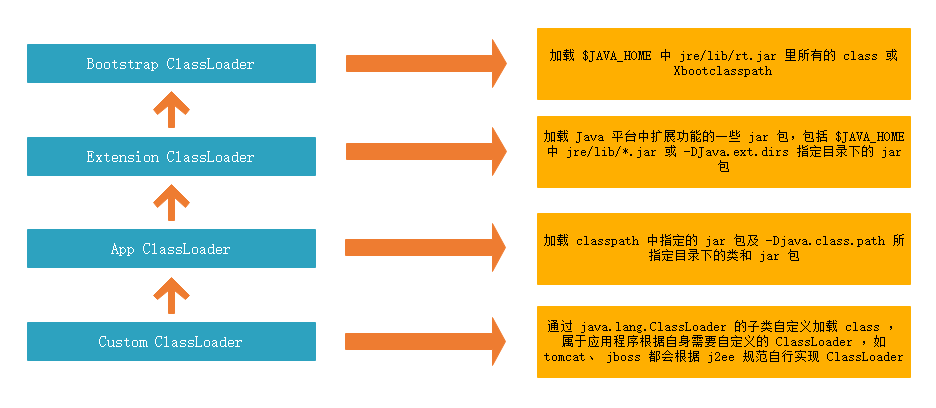 Bootstrap ClassLoader
加载 $JAVA_HOME 中 jre/lib/rt.jar 里所有的 class 或
Xbootclasspath
Extension ClassLoader
加载 Java 平台中扩展功能的一些 jar 包，包括 $JAVA_HOME
中 jre/lib/*.jar 或 -DJava.ext.dirs 指定目录下的 jar
包
App ClassLoader
加载 classpath 中指定的 jar 包及 -Djava.class.path 所
指定目录下的类和 jar 包
Custom ClassLoader
通过 java.lang.ClassLoader 的子类自定义加载 class ，
属于应用程序根据自身需要自定义的 ClassLoader ，如
tomcat、 jboss 都会根据 j2ee 规范自行实现 ClassLoader